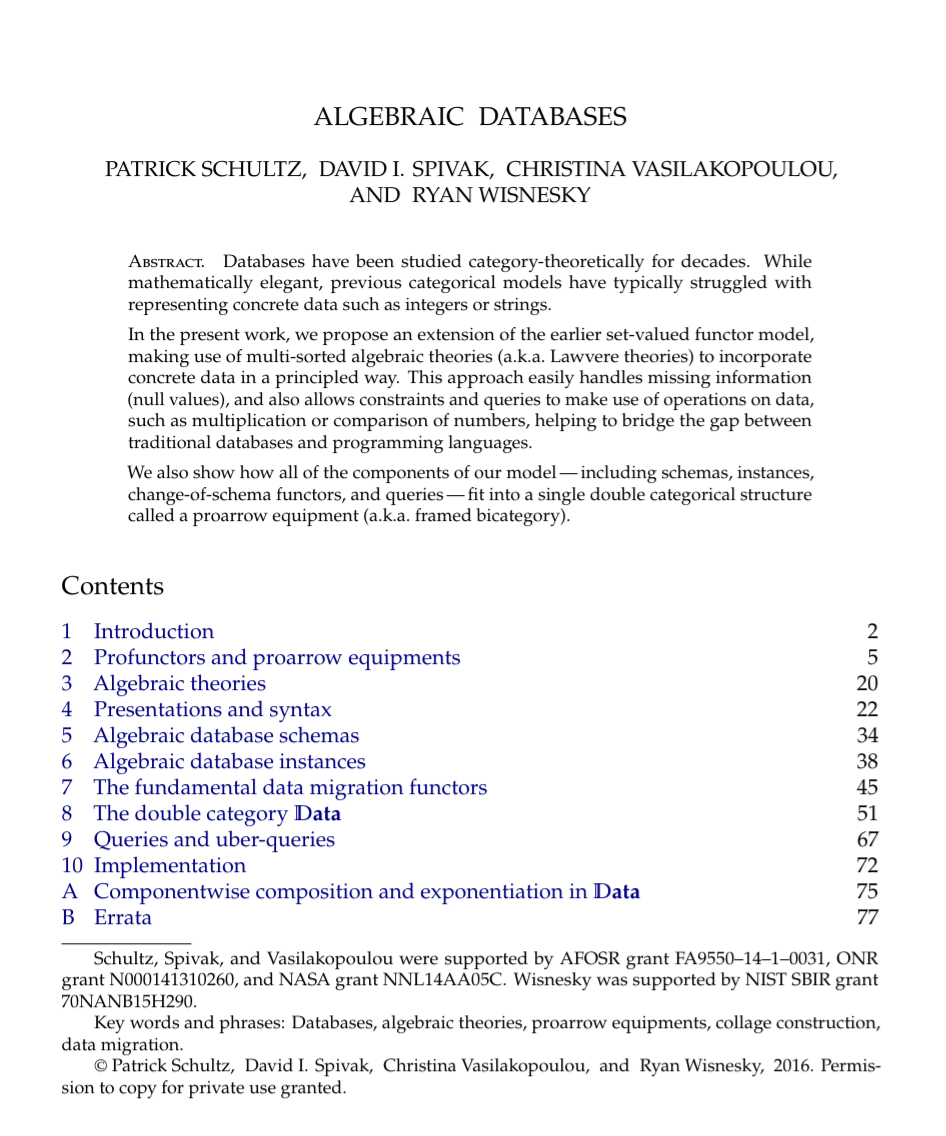 ALGEBRAIC DATABASES
PATRICK SCHULTZ, DAVID I. SPIVAK, CHRISTINA VASILAKOPOULOU,
AND RYAN WISNESKY
Abstract. Databases have been studied category-theoretically for decades. While
mathematically elegant, previous categorical models have typically struggled with
representing concrete data such as integers or strings.
In the present work, we propose an extension of the earlier set-valued functor model,
making use of multi-sorted algebraic theories (a.k.a. Lawvere theories) to incorporate
concrete data in a principled way. This approach easily handles missing information
(null values), and also allows constraints and queries to make use of operations on data,
such as multiplication or comparison of numbers, helping to bridge the gap between
traditional databases and programming languages.
We also show how all of the components of our model — including schemas, instances,
change-of-schema functors, and queries — fit into a single double categorical structure
called a proarrow equipment (a.k.a. framed bicategory).
Contents
1 Introduction 2
2 Profunctors and proarrow equipments 5
3 Algebraic theories 20
4 Presentations and syntax 22
5 Algebraic database schemas 34
6 Algebraic database instances 38
7 The fundamental data migration functors 45
8 The double category 𝔻ata 51
9 Queries and uber-queries 67
10 Implementation 72
A Componentwise composition and exponentiation in 𝔻ata 75
B Errata 77
Schultz, Spivak, and Vasilakopoulou were supported by AFOSR grant FA9550–14–1–0031, ONR
grant N000141310260, and NASA grant NNL14AA05C. Wisnesky was supported by NIST SBIR grant
70NANB15H290.
Key words and phrases: Databases, algebraic theories, proarrow equipments, collage construction,
data migration.
© Patrick Schultz, David I. Spivak, Christina Vasilakopoulou, and Ryan Wisnesky, 2016. Permis-
sion to copy for private use granted.